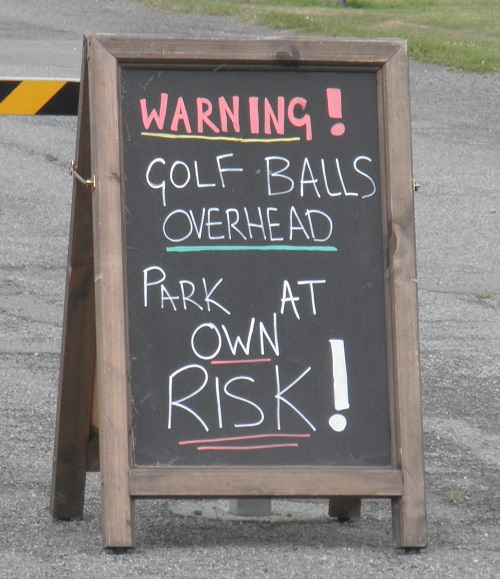 WARNING!
GOLF BALLS
OVERHEAD
PARK AT
OWN
RISK!